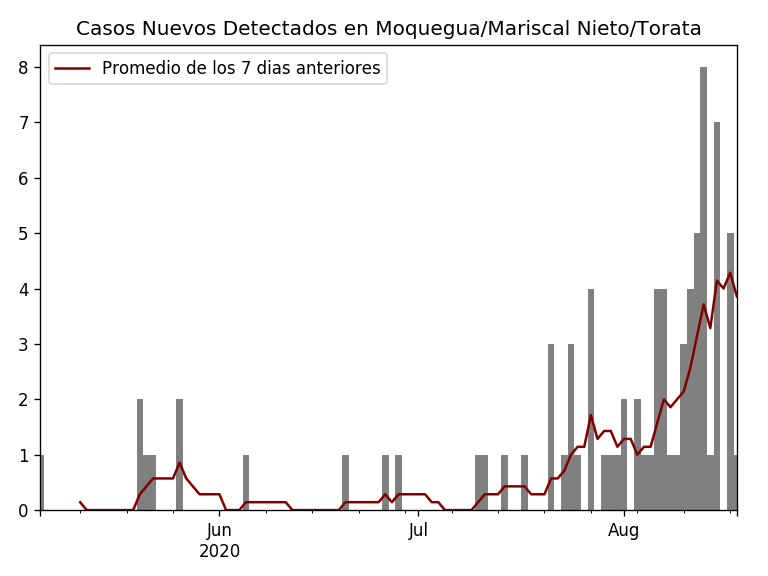 Casos Nuevos Detectados en Moquegua/Mariscal Nieto/Torata
Promedio de los 7 dias anteriores
8
7
6
5
4
3
2
1
0
Jun
2020
Jul
Aug